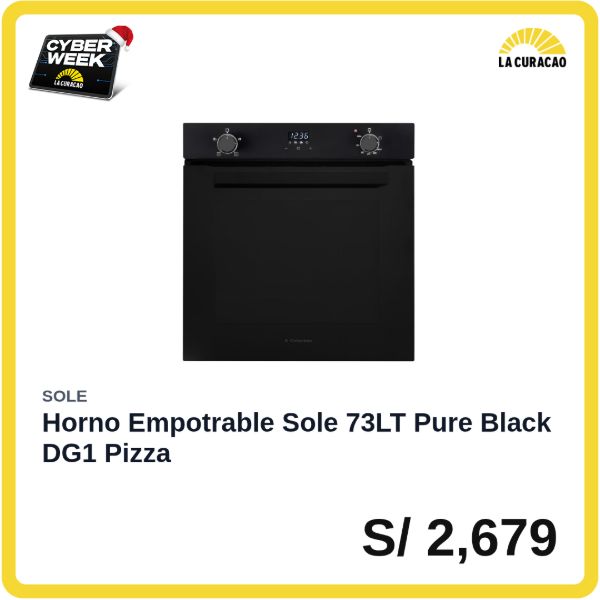 CYBER
WEEK
LA CURACAO
LA CURACAO
12:36
SOLE
Horno Empotrable Sole 73LT Pure Black
DG1 Pizza
S/ 2,679